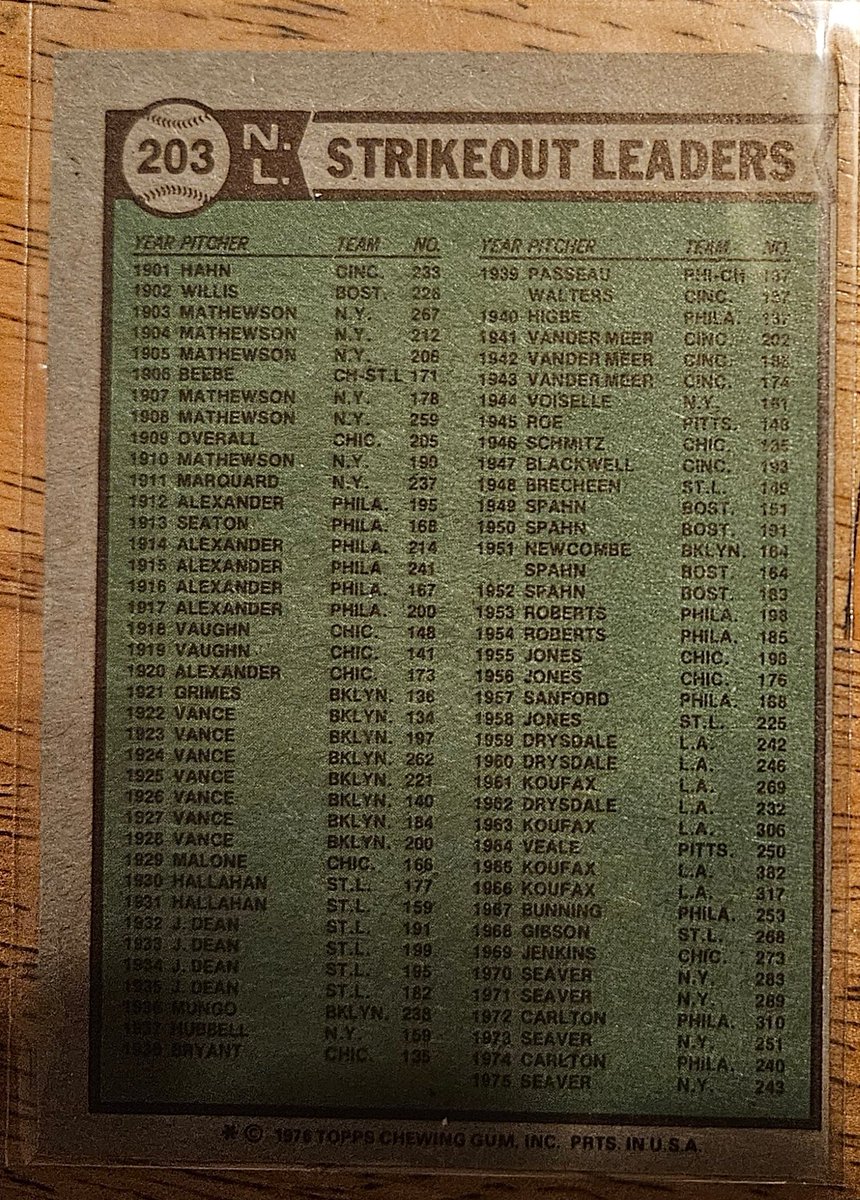 203 N. L. STRIKEOUT LEADERS
YEAR PITCHER TEAM NO.
1901 HAHN CINC. 233
1902 WILLIS BOST. 226
1903 MATHEWSON N.Y. 267
1904 MATHEWSON N.Y. 212
1905 MATHEWSON N.Y. 206
1906 BEEBE CH-ST.L 171
1907 MATHEWSON N.Y. 178
1908 MATHEWSON N.Y. 259
1909 OVERALL CHIC. 205
1910 MATHEWSON N.Y. 190
1911 MARQUARD N.Y. 237
1912 ALEXANDER PHILA. 195
1913 SEATON PHILA. 168
1914 ALEXANDER PHILA. 214
1915 ALEXANDER PHILA. 241
1916 ALEXANDER PHILA. 167
1917 ALEXANDER PHILA. 200
1918 VAUGHN CHIC. 148
1919 VAUGHN CHIC. 141
1920 ALEXANDER CHIC. 173
1921 GRIMES BKLYN. 136
1922 VANCE BKLYN. 134
1923 VANCE BKLYN. 197
1924 VANCE BKLYN. 262
1925 VANCE BKLYN. 221
1926 VANCE BKLYN. 140
1927 VANCE BKLYN. 184
1928 VANCE BKLYN. 200
1929 MALONE CHIC. 166
1930 HALLAHAN ST.L. 177
1931 HALLAHAN ST.L. 159
1932 J. DEAN ST.L. 191
1933 J. DEAN ST.L. 199
1934 J. DEAN ST.L. 195
1935 J. DEAN ST.L. 182
1936 MUNGO BKLYN. 238
1937 HUBBELL N.Y. 159
BRYANT CHIC. 135
YEAR PITCHER TEAM NO.
1939 PASSEAU PHI-CH 137
WALTERS CINC. 137
1940 HIGBE PHILA. 137
1941 VANDER MEER CINC. 202
1942 VANDER MEER CINC. 186
1943 VANDER MEER CINC. 174
1944 VOISELLE N.Y. 161
1945 ROE PITTS. 148
1946 SCHMITZ CHIC. 135
1947 BLACKWELL CINC. 193
1948 BRECHEEN ST.L. 149
1949 SPAHN BOST. 151
1950 SPAHN BOST. 191
1951 NEWCOMBE BKLYN. 164
SPAHN BOST. 164
1952 SPAHN BOST. 183
1953 ROBERTS PHILA. 198
1954 ROBERTS PHILA. 185
1955 JONES CHIC. 198
1956 JONES CHIC. 176
1957 SANFORD PHILA. 188
1958 JONES ST.L. 225
1959 DRYSDALE L.A. 242
1960 DRYSDALE L.A. 246
1961 KOUFAX L.A. 269
1962 DRYSDALE L.A. 232
1963 KOUFAX L.A. 306
1964 VEALE PITTS. 250
1965 KOUFAX L.A. 382
1966 KOUFAX L.A. 317
1967 BUNNING PHILA. 253
1968 GIBSON ST.L. 268
1969 JENKINS CHIC. 273
1970 SEAVER N.Y. 283
1971 SEAVER N.Y. 289
1972 CARLTON PHILA. 310
1973 SEAVER N.Y. 251
1974 CARLTON PHILA. 240
1975 SEAVER N.Y. 243
* © 1976 TOPPS CHEWING GUM, INC. PRTS. IN U.S.A.